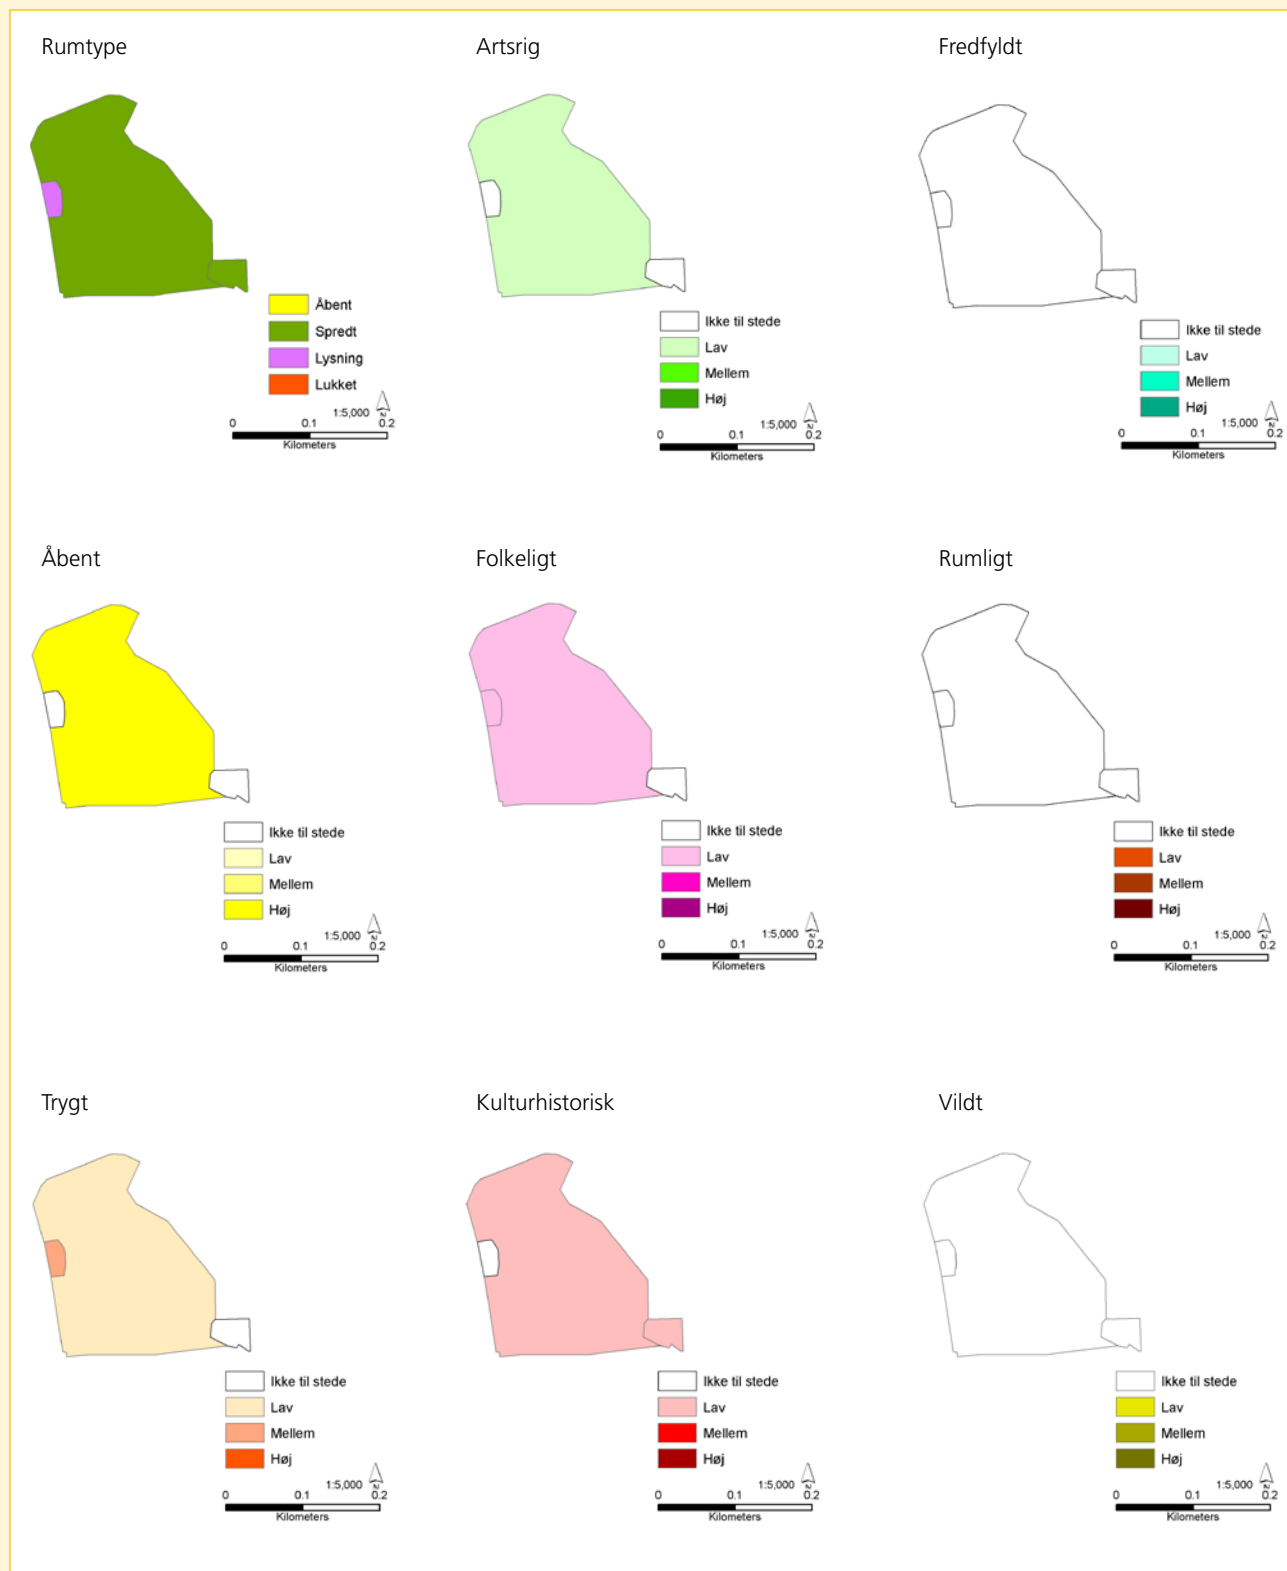 Rumtype
Åbent
Spredt
Lysning
Lukket
1:5,000
0 0.1 0.2
Kilometers
Artsrig
Ikke til stede
Lav
Mellem
Høj
1:5,000
0 0.1 0.2
Kilometers
Fredfyldt
Ikke til stede
Lav
Mellem
Høj
1:5,000
0 0.1 0.2
Kilometers
Åbent
Ikke til stede
Lav
Mellem
Høj
1:5,000
0 0.1 0.2
Kilometers
Folkeligt
Ikke til stede
Lav
Mellem
Høj
1:5,000
0 0.1 0.2
Kilometers
Rumligt
Ikke til stede
Lav
Mellem
Høj
1:5,000
0 0.1 0.2
Kilometers
Trygt
Ikke til stede
Lav
Mellem
Høj
1:5,000
0 0.1 0.2
Kilometers
Kulturhistorisk
Ikke til stede
Lav
Mellem
Høj
1:5,000
0 0.1 0.2
Kilometers
Vildt
Ikke til stede
Lav
Mellem
Høj
1:5,000
0 0.1 0.2
Kilometers